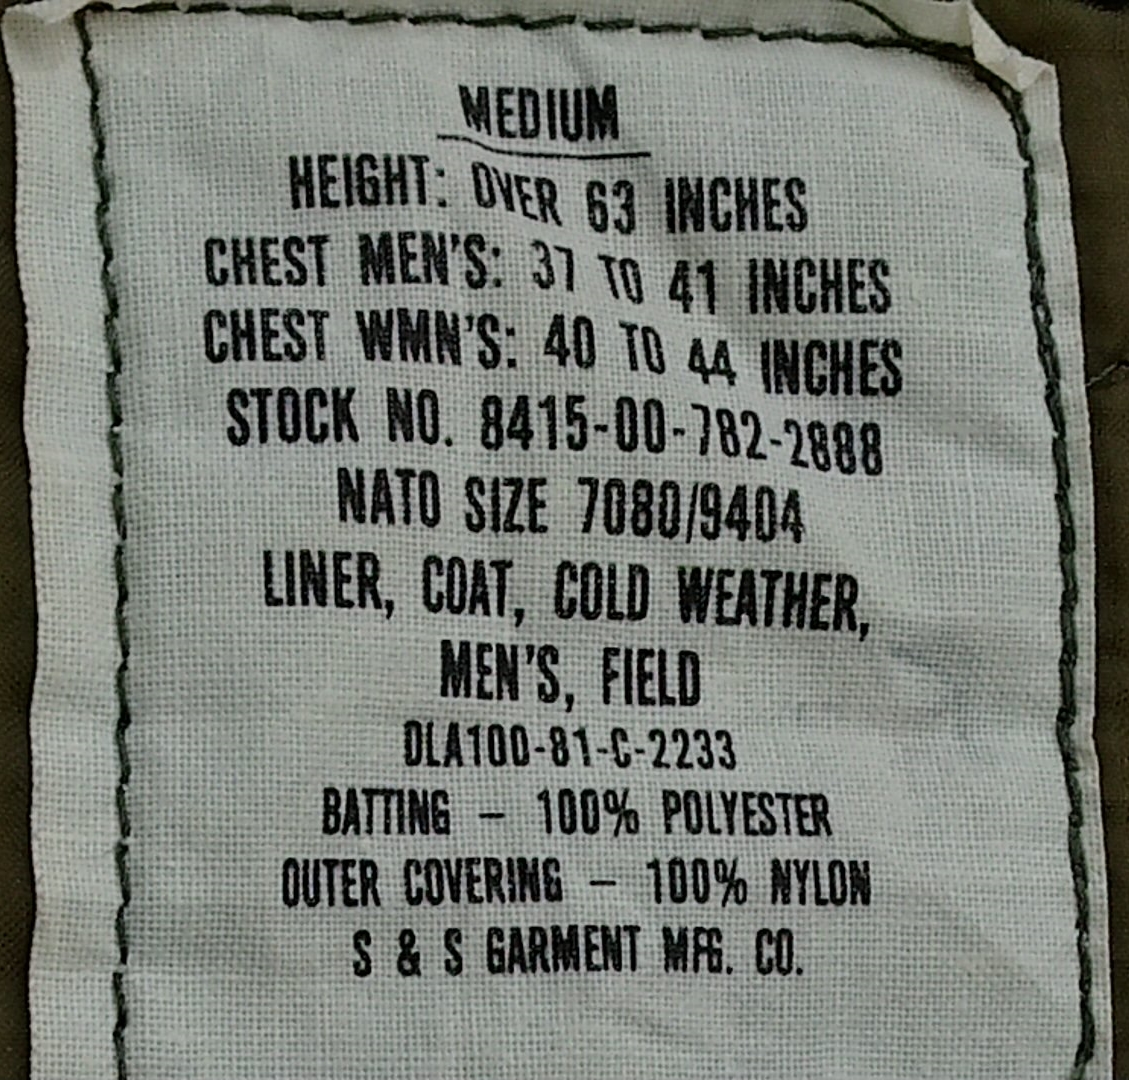 MEDIUM
HEIGHT: OVER 63 INCHES
CHEST MEN'S: 37 TO 41 INCHES
CHEST WMN'S: 40 TO 44 INCHES
STOCK NO. 8415-00-782-2888
NATO SIZE 7080/9404
LINER, COAT, COLD WEATHER,
MEN'S, FIELD
DLA100-81-C-2233
BATTING – 100% POLYESTER
OUTER COVERING – 100% NYLON
S & S GARMENT MFG. CO.